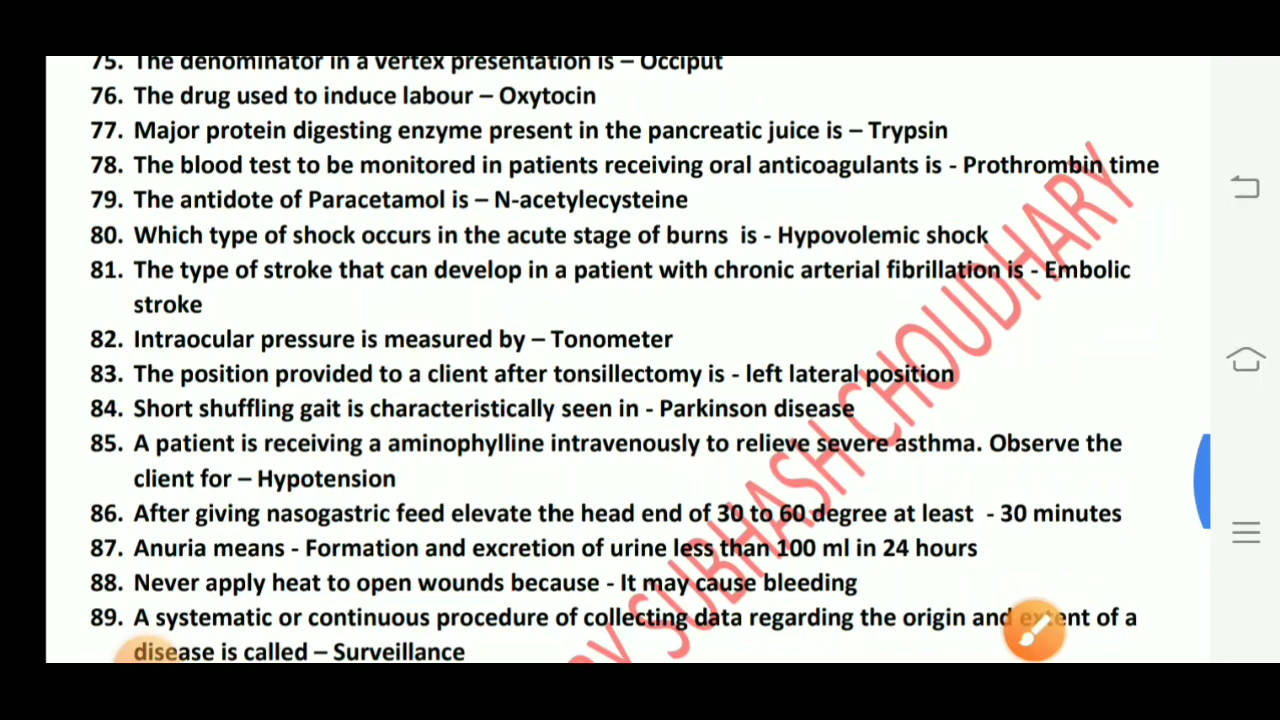 75. The denominator in a vertex presentation is – Occiput
76. The drug used to induce labour – Oxytocin
77. Major protein digesting enzyme present in the pancreatic juice is – Trypsin
78. The blood test to be monitored in patients receiving oral anticoagulants is - Prothrombin time
79. The antidote of Paracetamol is – N-acetylecysteine
80. Which type of shock occurs in the acute stage of burns  is - Hypovolemic shock
81. The type of stroke that can develop in a patient with chronic arterial fibrillation is - Embolic
stroke
82. Intraocular pressure is measured by – Tonometer
83. The position provided to a client after tonsillectomy is - left lateral position
84. Short shuffling gait is characteristically seen in - Parkinson disease
85. A patient is receiving a aminophylline intravenously to relieve severe asthma. Observe the
client for – Hypotension
86. After giving nasogastric feed elevate the head end of 30 to 60 degree at least  - 30 minutes
87. Anuria means - Formation and excretion of urine less than 100 ml in 24 hours
88. Never apply heat to open wounds because - It may cause bleeding
89. A systematic or continuous procedure of collecting data regarding the origin and extent of a
disease is called – Surveillance
BY SUBHASH CHOUDHARY